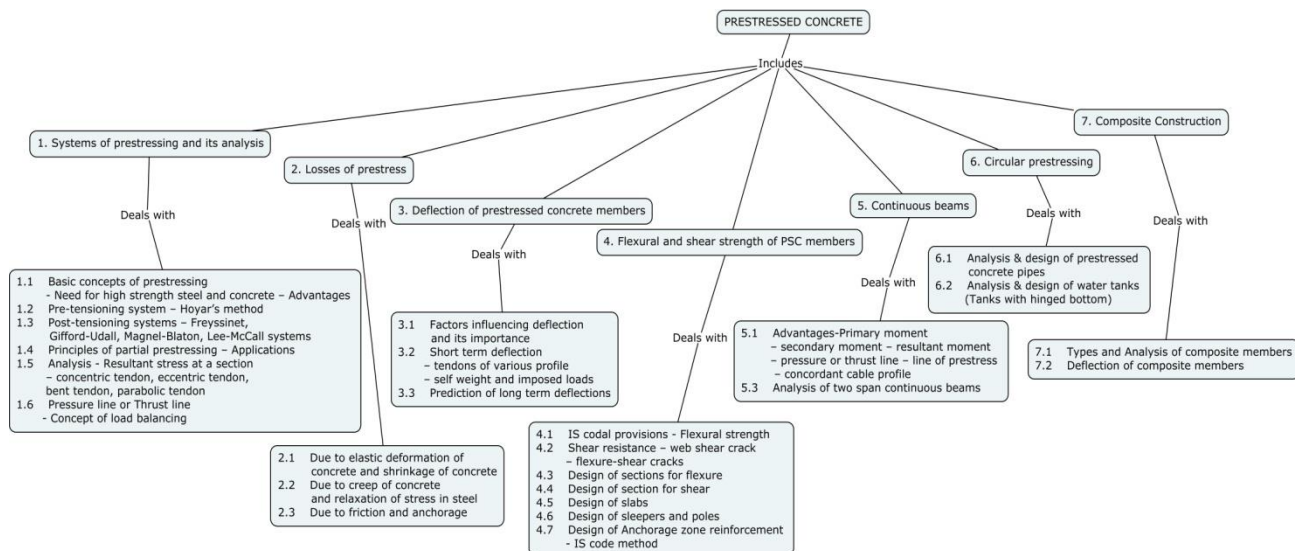 PRESTRESSED CONCRETE
Includes
1. Systems of prestressing and its analysis
Deals with
1.1 Basic concepts of prestressing
- Need for high strength steel and concrete – Advantages
1.2 Pre-tensioning system – Hoyar's method
1.3 Post-tensioning systems – Freyssinet,
Gifford-Udall, Magnel-Blaton, Lee-McCall systems
1.4 Principles of partial prestressing – Applications
1.5 Analysis - Resultant stress at a section
– concentric tendon, eccentric tendon,
bent tendon, parabolic tendon
1.6 Pressure line or Thrust line
- Concept of load balancing
2. Losses of prestress
Deals with
2.1 Due to elastic deformation of
concrete and shrinkage of concrete
2.2 Due to creep of concrete
and relaxation of stress in steel
2.3 Due to friction and anchorage
3. Deflection of prestressed concrete members
Deals with
3.1 Factors influencing deflection
and its importance
3.2 Short term deflection
– tendons of various profile
– self weight and imposed loads
3.3 Prediction of long term deflections
4. Flexural and shear strength of PSC members
Deals with
4.1 IS codal provisions - Flexural strength
4.2 Shear resistance – web shear crack
– flexure-shear cracks
4.3 Design of sections for flexure
4.4 Design of section for shear
4.5 Design of slabs
4.6 Design of sleepers and poles
4.7 Design of Anchorage zone reinforcement
- IS code method
5. Continuous beams
Deals with
5.1 Advantages-Primary moment
– secondary moment – resultant moment
– pressure or thrust line – line of prestress
– concordant cable profile
5.3 Analysis of two span continuous beams
6. Circular prestressing
Deals with
6.1 Analysis & design of prestressed
concrete pipes
6.2 Analysis & design of water tanks
(Tanks with hinged bottom)
7. Composite Construction
Deals with
7.1 Types and Analysis of composite members
7.2 Deflection of composite members